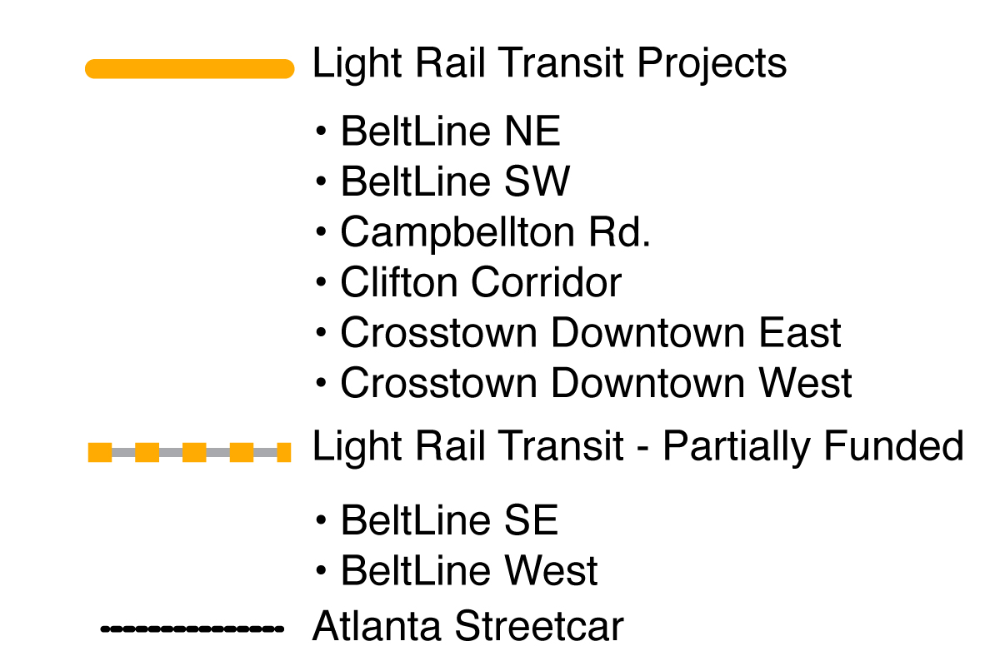 Light Rail Transit Projects
• BeltLine NE
• BeltLine SW
• Campbellton Rd.
• Clifton Corridor
• Crosstown Downtown East
• Crosstown Downtown West
Light Rail Transit - Partially Funded
• BeltLine SE
• BeltLine West
Atlanta Streetcar